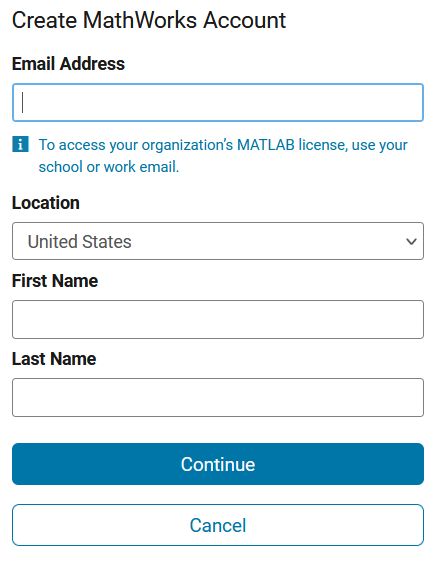 Create MathWorks Account
Email Address
To access your organization’s MATLAB license, use your
school or work email.
Location
United States
First Name
Last Name
Continue
Cancel